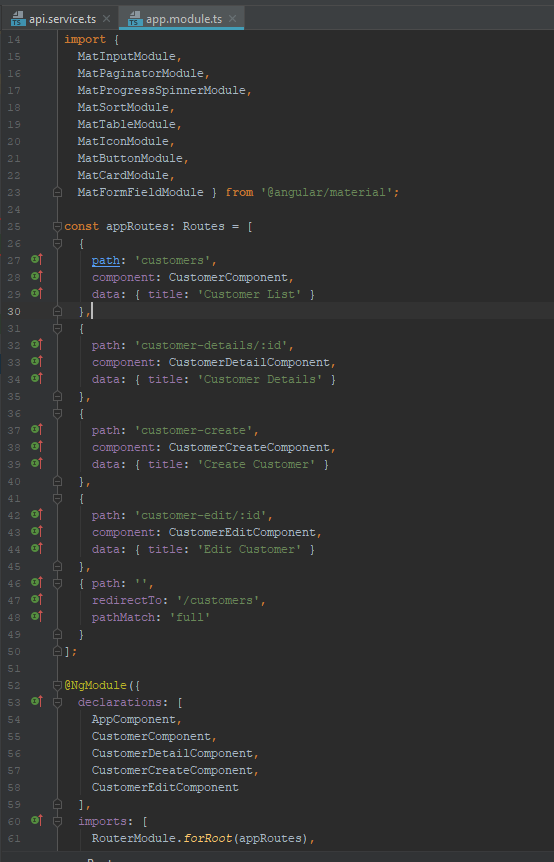 api.service.ts
app.module.ts
14 import {
15 MatInputModule,
16 MatPaginatorModule,
17 MatProgressSpinnerModule,
18 MatSortModule,
19 MatTableModule,
20 MatIconModule,
21 MatButtonModule,
22 MatCardModule,
23 MatFormFieldModule } from '@angular/material';
24
25 const appRoutes: Routes = [
26 {
27 path: 'customers',
28 component: CustomerComponent,
29 data: { title: 'Customer List' }
30 },
31 {
32 path: 'customer-details/:id',
33 component: CustomerDetailComponent,
34 data: { title: 'Customer Details' }
35 },
36 {
37 path: 'customer-create',
38 component: CustomerCreateComponent,
39 data: { title: 'Create Customer' }
40 },
41 {
42 path: 'customer-edit/:id',
43 component: CustomerEditComponent,
44 data: { title: 'Edit Customer' }
45 },
46 { path: '',
47 redirectTo: '/customers',
48 pathMatch: 'full'
49 }
50 ];
51
52 @NgModule({
53 declarations: [
54 AppComponent,
55 CustomerComponent,
56 CustomerDetailComponent,
57 CustomerCreateComponent,
58 CustomerEditComponent
59 ],
60 imports: [
61 RouterModule.forRoot(appRoutes),